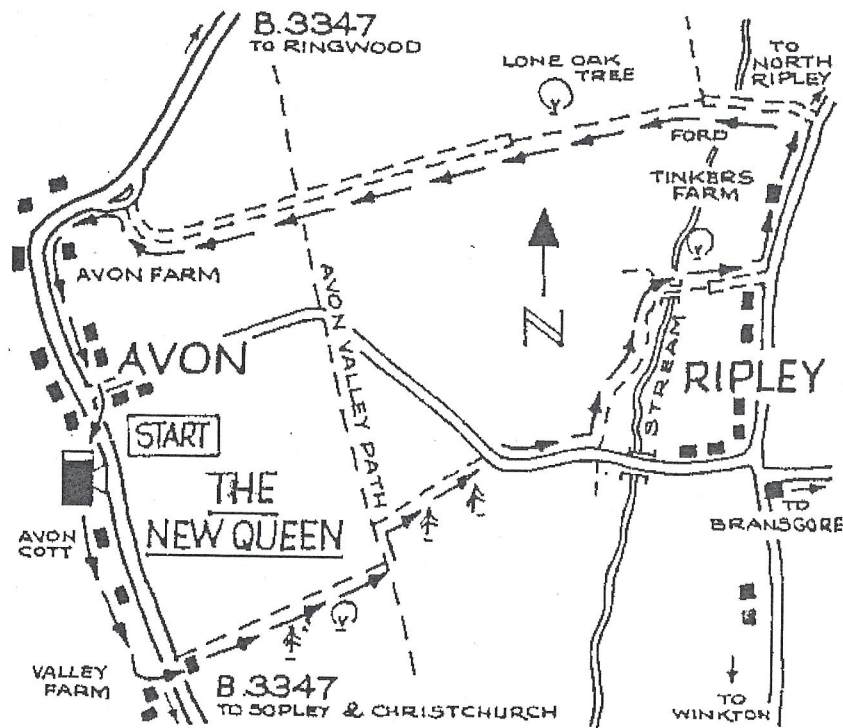 B.3347
TO RINGWOOD
LONE OAK
TREE
TO
NORTH
RIPLEY
FORD
TINKERS
FARM
AVON FARM
AVON VALLEY PATH
N
AVON
STREAM
RIPLEY
START
THE
NEW QUEEN
AVON
COTT
TO
BRANSGORE
VALLEY
FARM
B.3347
TO SOPLEY & CHRISTCHURCH
TO
WINKTON